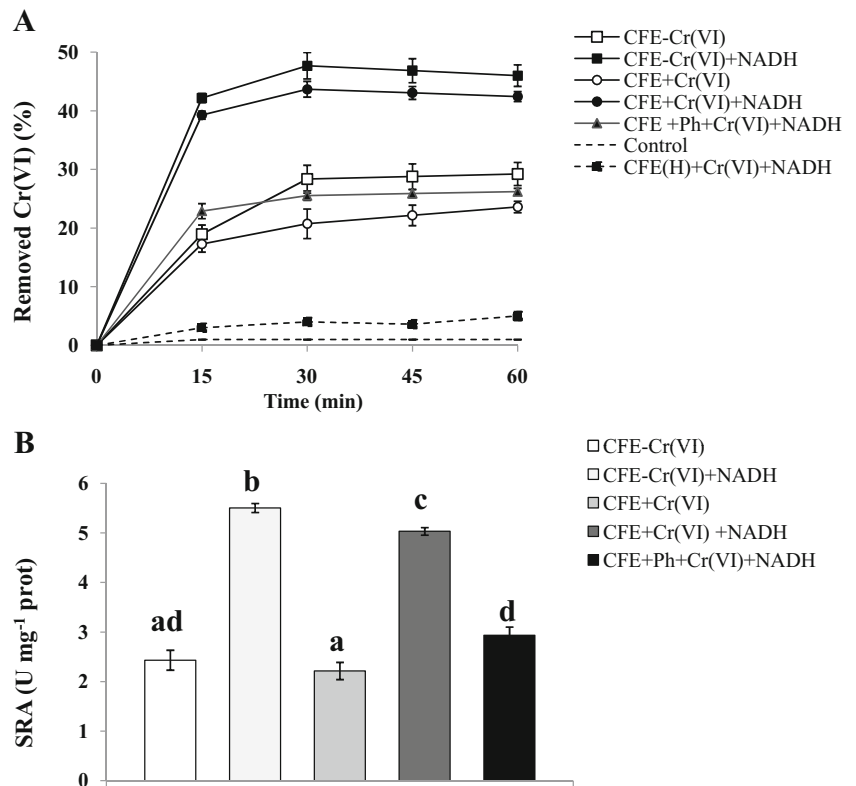 A
Removed Cr(VI) (%)
50
40
30
20
10
0
0 15 30 45 60
Time (min)
CFE-Cr(VI)
CFE-Cr(VI)+NADH
CFE+Cr(VI)
CFE+Cr(VI)+NADH
CFE +Ph+Cr(VI)+NADH
Control
CFE(H)+Cr(VI)+NADH
B
SRA (U mg⁻¹ prot)
6
5
4
3
2
1
0
ad
b
a
c
d
CFE-Cr(VI)
CFE-Cr(VI)+NADH
CFE+Cr(VI)
CFE+Cr(VI) +NADH
CFE+Ph+Cr(VI)+NADH